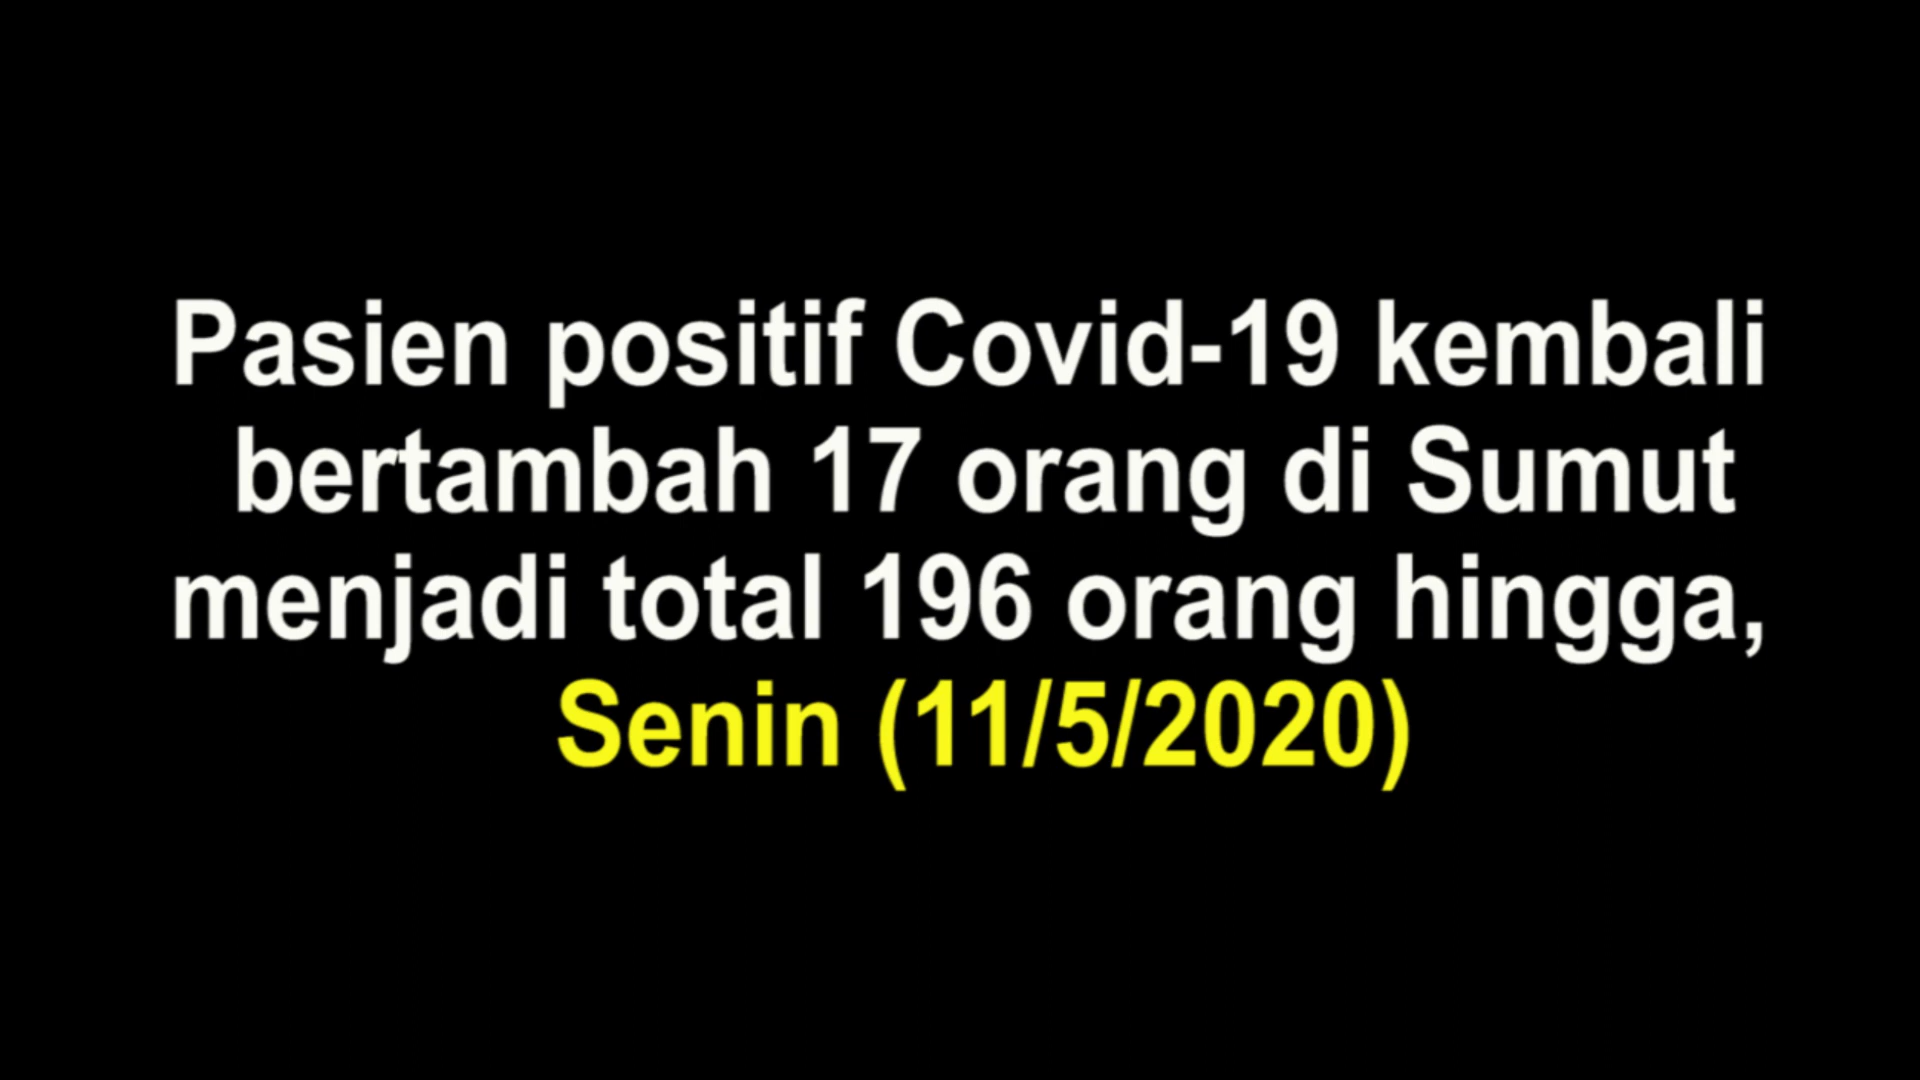 Pasien positif Covid-19 kembali
bertambah 17 orang di Sumut
menjadi total 196 orang hingga,
Senin (11/5/2020)